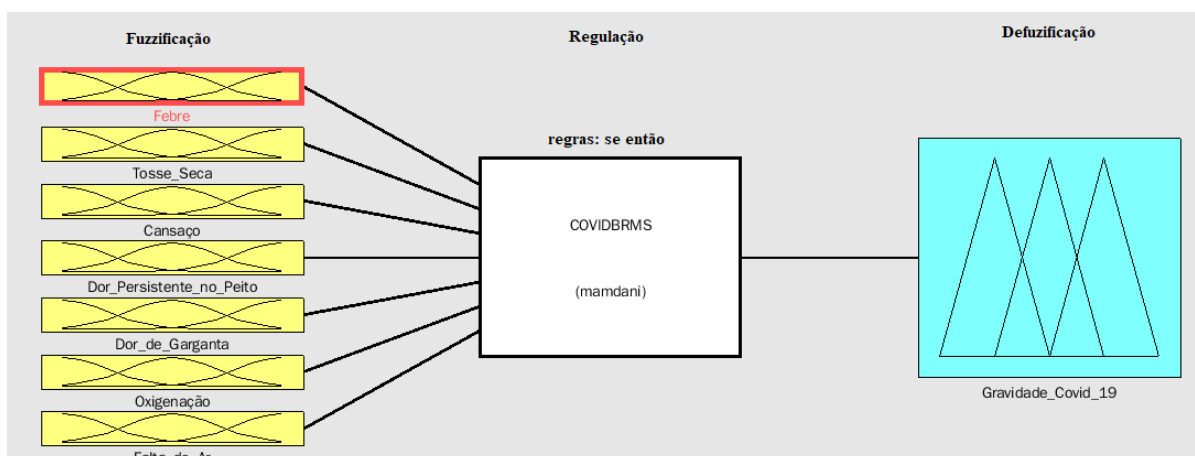 Fuzzificação
Regulação
Defuzificação
Febre
Tosse_Seca
Cansaço
Dor_Persistente_no_Peito
Dor_de_Garganta
Oxigenação
regras: se então
COVIDBRMS
(mamdani)
Gravidade_Covid_19